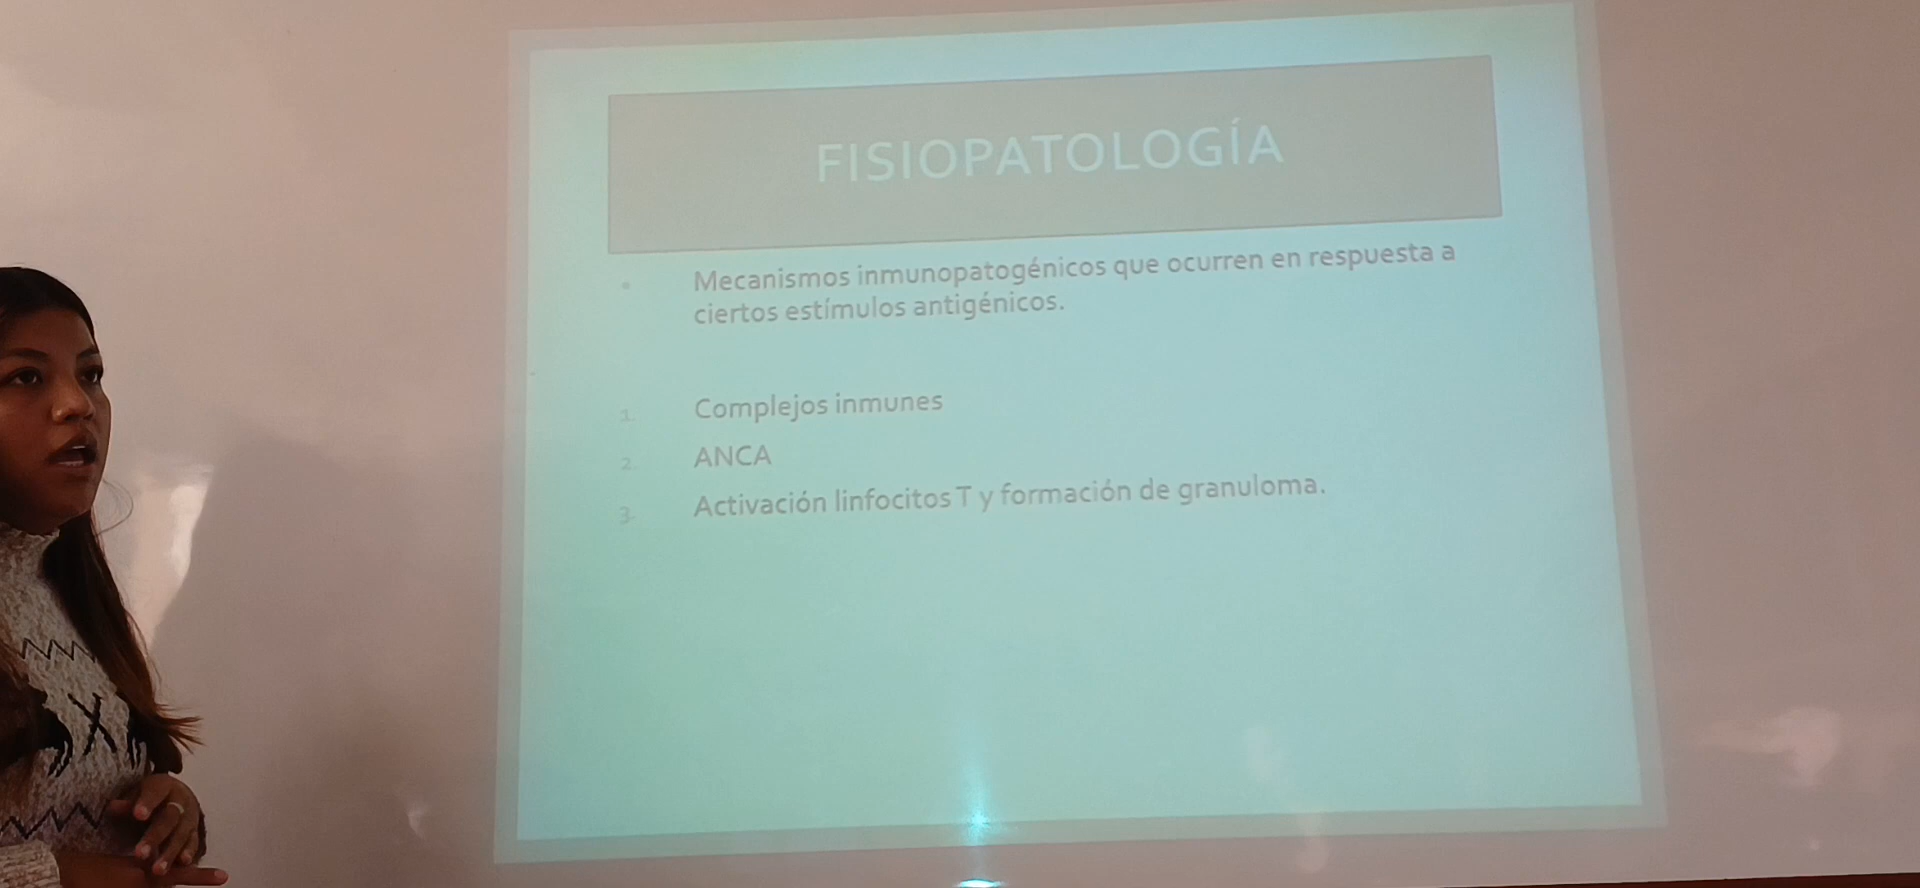 FISIOPATOLOGÍA
• Mecanismos inmunopatogénicos que ocurren en respuesta a
ciertos estímulos antigénicos.
1. Complejos inmunes
2. ANCA
3. Activación linfocitos T y formación de granuloma.